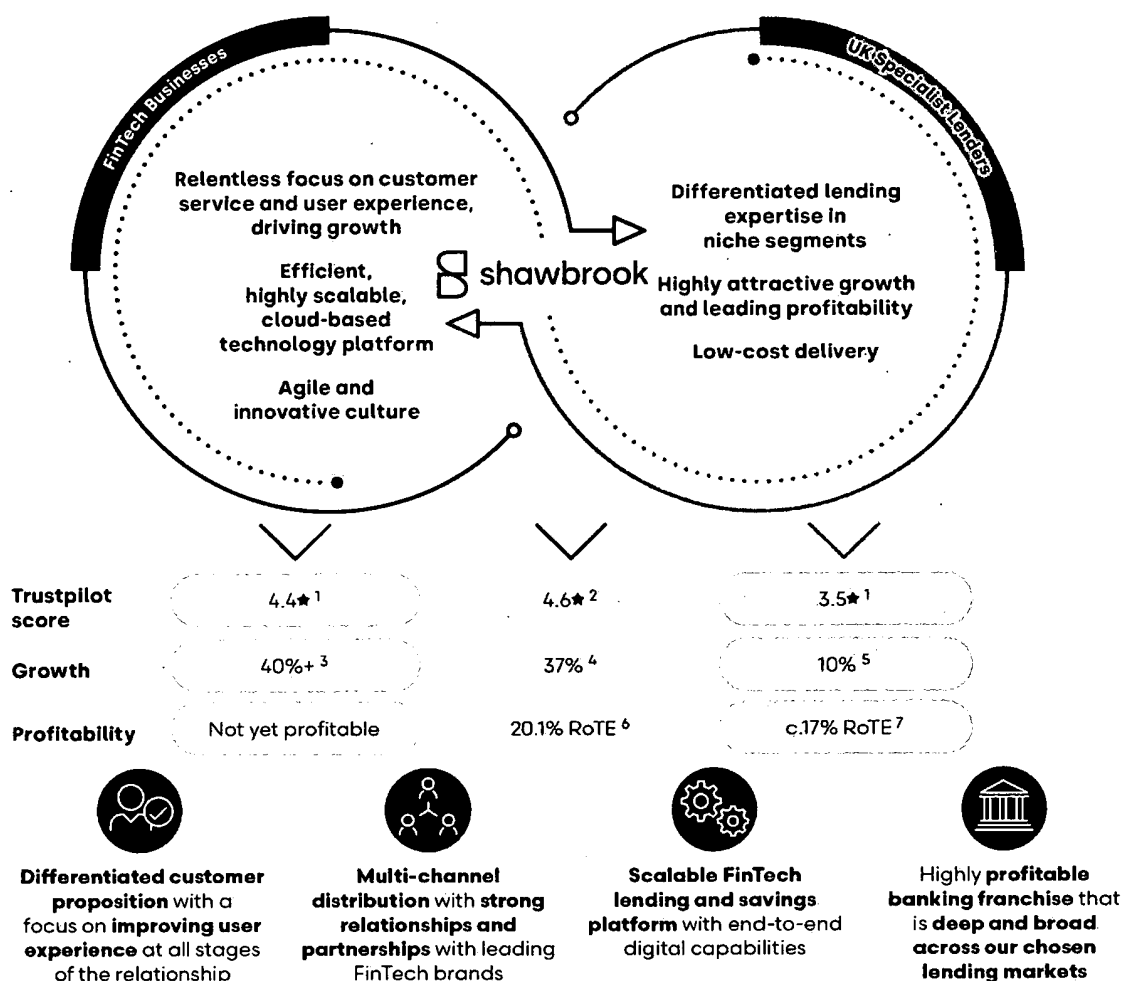 FinTech Businesses
UK Specialist Lenders
Relentless focus on customer
service and user experience,
driving growth
Efficient,
highly scalable,
cloud-based
technology platform
Agile and
innovative culture
shawbrook
Differentiated lending
expertise in
niche segments
Highly attractive growth
and leading profitability
Low-cost delivery
Trustpilot
score
4.4★ 1
4.6★ 2
3.5★ 1
Growth
40%+ 3
37% 4
10% 5
Profitability
Not yet profitable
20.1% RoTE 6
c.17% RoTE 7
Differentiated customer
proposition with a
focus on improving user
experience at all stages
of the relationship
Multi-channel
distribution with strong
relationships and
partnerships with leading
FinTech brands
Scalable FinTech
lending and savings
platform with end-to-end
digital capabilities
Highly profitable
banking franchise that
is deep and broad
across our chosen
lending markets